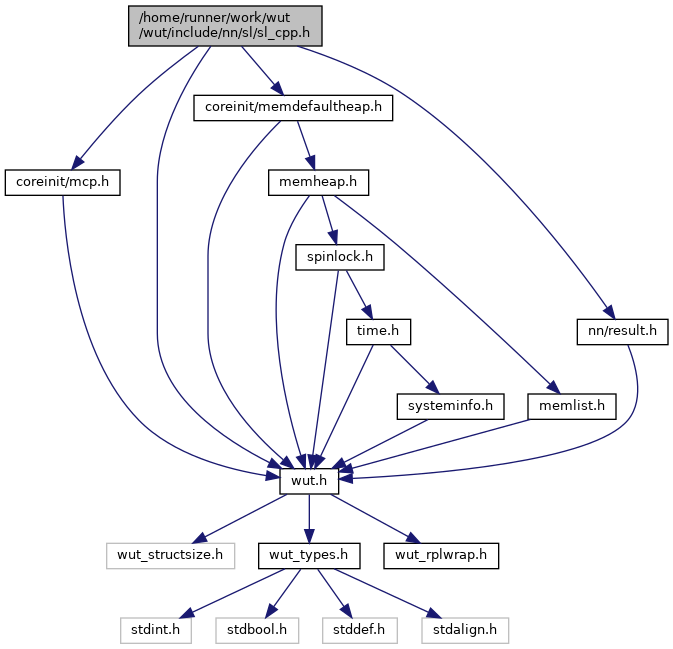 /home/runner/work/wut
/wut/include/nn/sl/sl_cpp.h
coreinit/memdefaultheap.h
coreinit/mcp.h
memheap.h
spinlock.h
time.h
nn/result.h
systeminfo.h
memlist.h
wut.h
wut_structsize.h
wut_types.h
wut_rplwrap.h
stdint.h
stdbool.h
stddef.h
stdalign.h